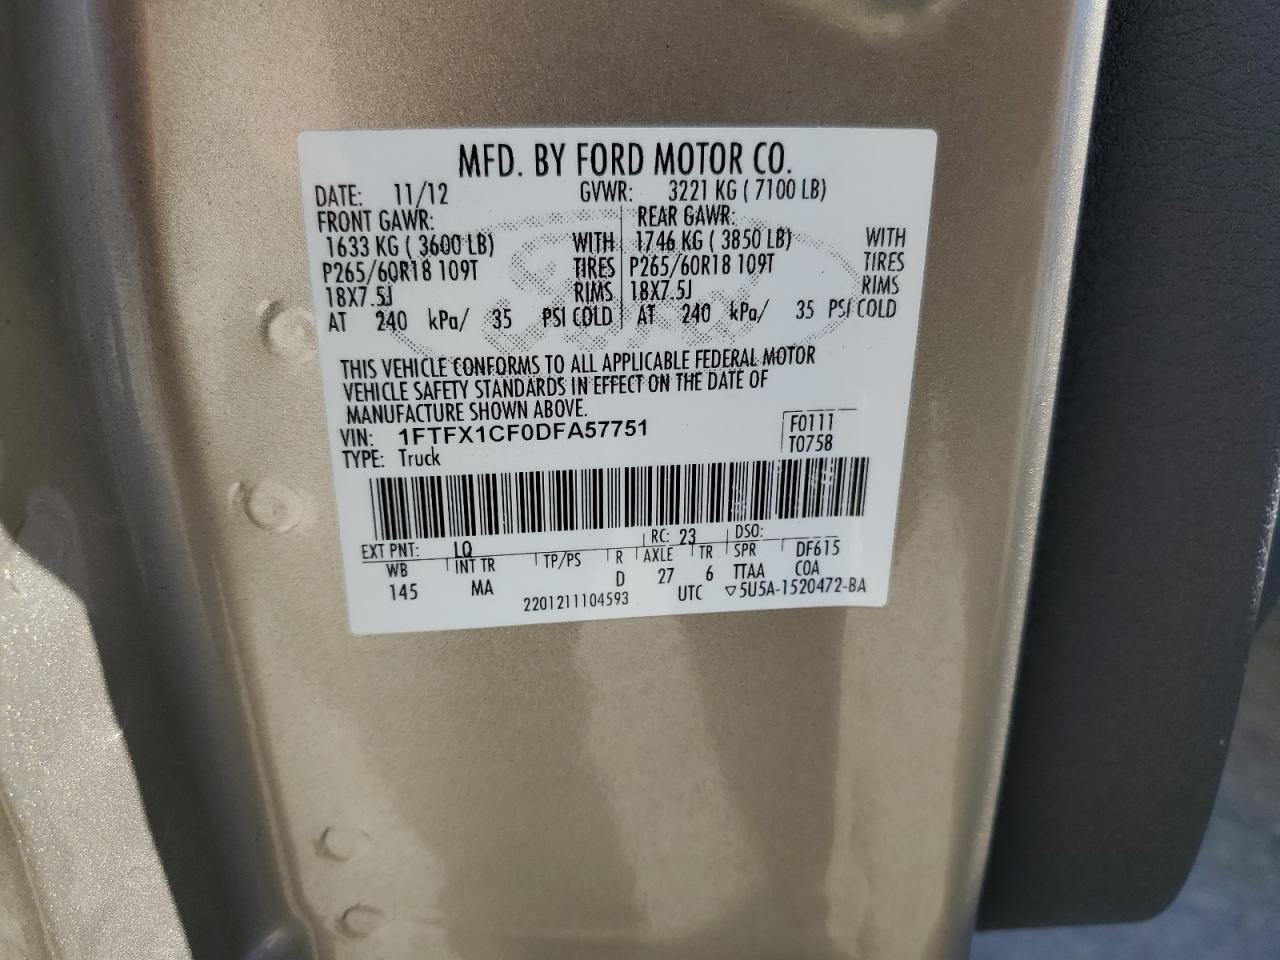 MFD. BY FORD MOTOR CO.
DATE: 11/12 GVWR: 3221 KG ( 7100 LB)
FRONT GAWR: REAR GAWR:
1633 KG ( 3600 LB) WITH 1746 KG ( 3850 LB) WITH
P265/60R18 109T TIRES P265/60R18 109T TIRES
18X7.5J RIMS 18X7.5J RIMS
AT 240 kPa/ 35 PSI COLD AT 240 kPa/ 35 PSI COLD
THIS VEHICLE CONFORMS TO ALL APPLICABLE FEDERAL MOTOR
VEHICLE SAFETY STANDARDS IN EFFECT ON THE DATE OF
MANUFACTURE SHOWN ABOVE.
VIN: 1FTFX1CF0DFA57751 F0111
TYPE: Truck T0758
EXT PNT: LQ RC: 23 DSO:
WB INT TR TP/PS R AXLE TR SPR DF615
145 MA D 27 6 TTAA COA
2201211104593 UTC ▽5U5A-1520472-BA